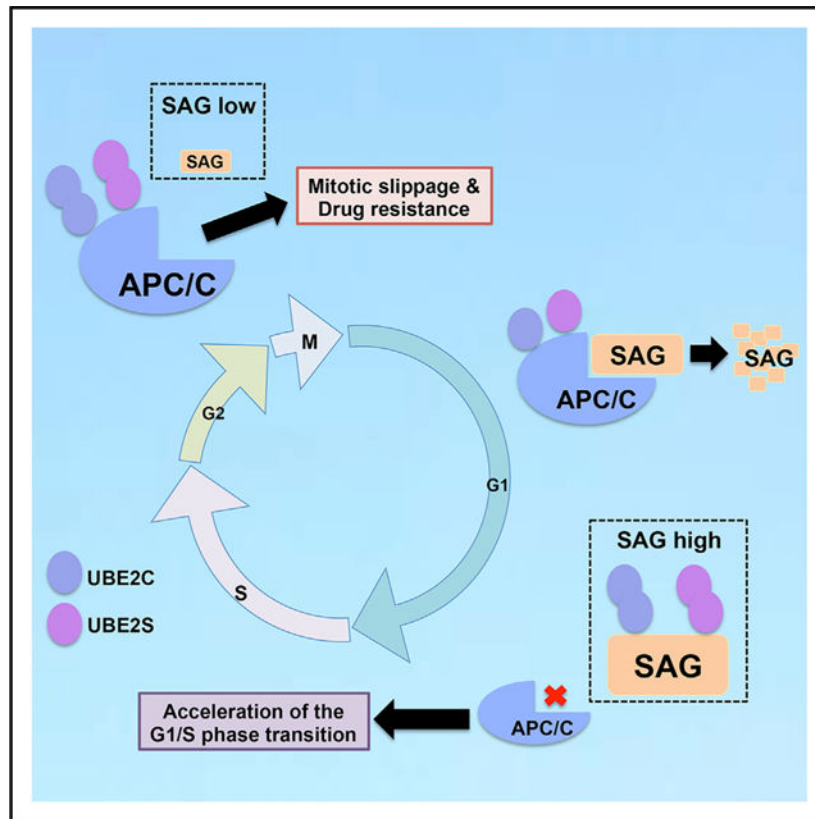 SAG low
SAG
Mitotic slippage &
Drug resistance
APC/C
M
SAG
SAG
APC/C
G2
G1
SAG high
UBE2C
S
UBE2S
SAG
Acceleration of the
G1/S phase transition
APC/C